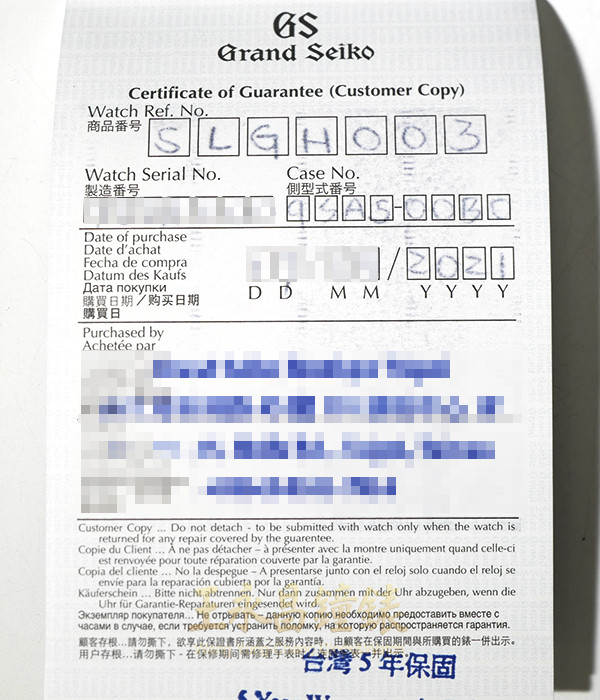 GS
Grand Seiko
Certificate of Guarantee (Customer Copy)
Watch Ref. No.
商品番号 SLGH003
Watch Serial No. Case No.
製造番号 側型式番号
9SA5-00B0
Date of purchase
Date d'achat
Fecha de compra
Datum des Kaufs
Дата покупки
購買日期 / 购买日期
購買日
/ 2021
D D M M Y Y Y Y
Purchased by
Achetée par
Customer Copy ... Do not detach - to be submitted with watch only when the watch is
returned for any repair covered by the guarentee.
Copie du Client ... À ne pas détacher – à présenter avec la montre uniquement quand celle-ci
est renvoyée pour toute réparation couverte par la garantie.
Copia del cliente ... No la despegue – A presentarse junto con el reloj solo cuando el reloj se
envíe para la reparación cubierta por la garantía.
Käuferschein ... Bitte nicht abtrennen. Nur dann zusammen mit der Uhr abzugeben, wenn die
Uhr für Garantie-Reparaturen eingesendet wird.
Экземпляр покупателя... Не отрывать – данную копию необходимо предоставить вместе с
часами в случае, если требуется устранить поломку, на которую распространяется гарантия.
顧客存根...請勿撕下，欲享此保證書所涵蓋之服務內容時，由顧客在保固期間與所購買的錶一併出示。
用户存根...请勿撕下 - 在保修期间需修理手表时
台灣5年保固